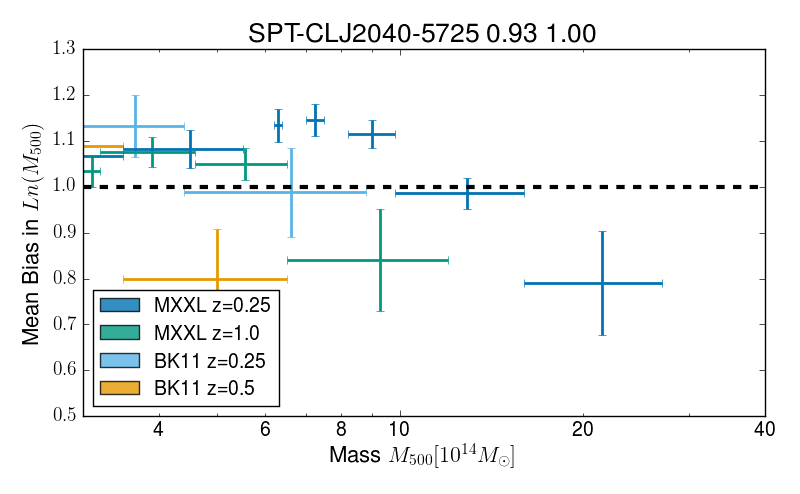 SPT-CLJ2040-5725 0.93 1.00
1.3
1.2
1.1
1.0
0.9
0.8
0.7
0.6
0.5
Mean Bias in Ln(M₅₀₀)
MXXL z=0.25
MXXL z=1.0
BK11 z=0.25
BK11 z=0.5
4 6 8 10 20 40
Mass M₅₀₀[10¹⁴M☉]